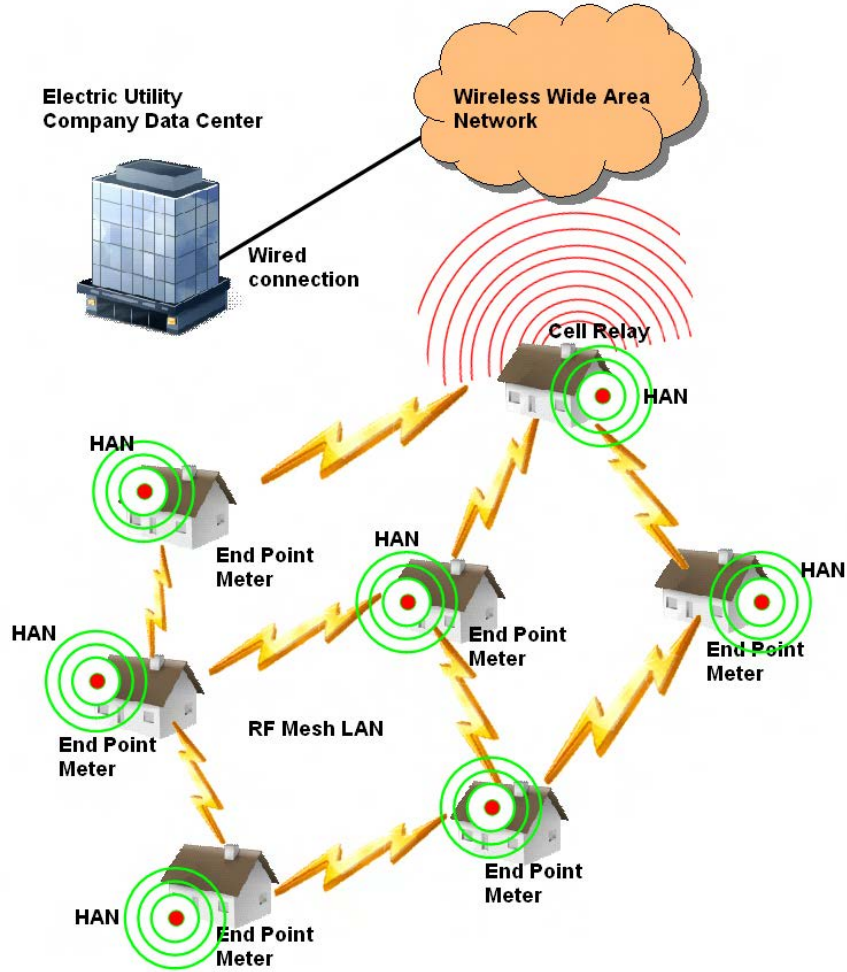 Electric Utility
Company Data Center
Wireless Wide Area
Network
Wired
connection
Cell Relay
HAN
HAN
End Point
Meter
HAN
End Point
Meter
HAN
End Point
Meter
HAN
End Point
Meter
RF Mesh LAN
End Point
Meter
HAN
End Point
Meter